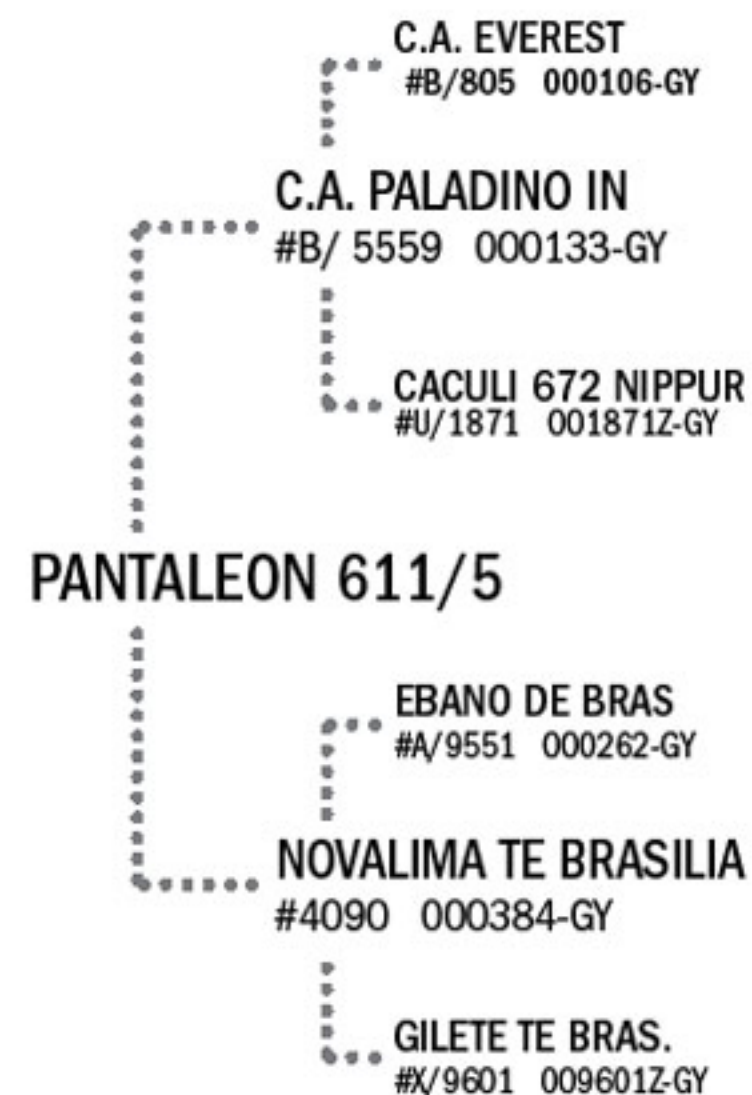 C.A. EVEREST
#B/805 000106-GY
C.A. PALADINO IN
#B/ 5559 000133-GY
CACULI 672 NIPPUR
#U/1871 001871Z-GY
PANTALEON 611/5
EBANO DE BRAS
#A/9551 000262-GY
NOVALIMA TE BRASILIA
#4090 000384-GY
GILETE TE BRAS.
#X/9601 009601Z-GY